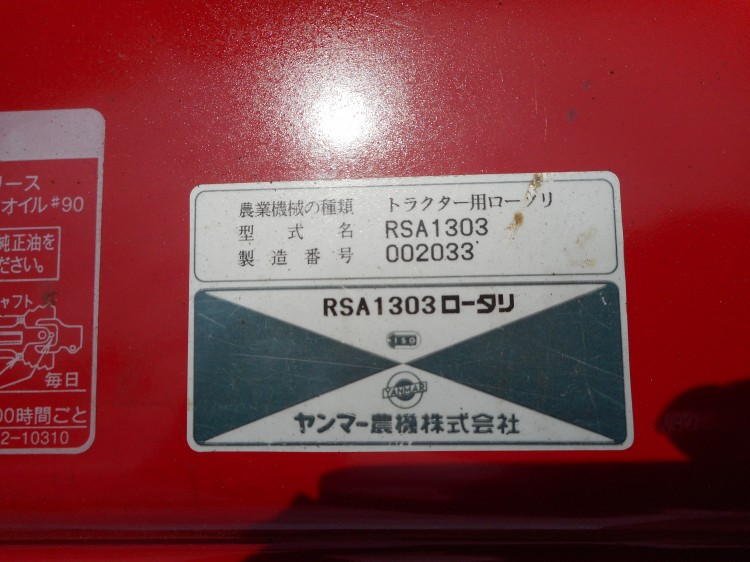 リース
オイル#90
純正油を
ださい。
シャフト
毎日
00時間ごと
2-10310
農業機械の種類 トラクター用ロータリ
型式名 RSA1303
製造番号 002033
RSA1303ロータリ
ISO
YANMAR
ヤンマー農機株式会社